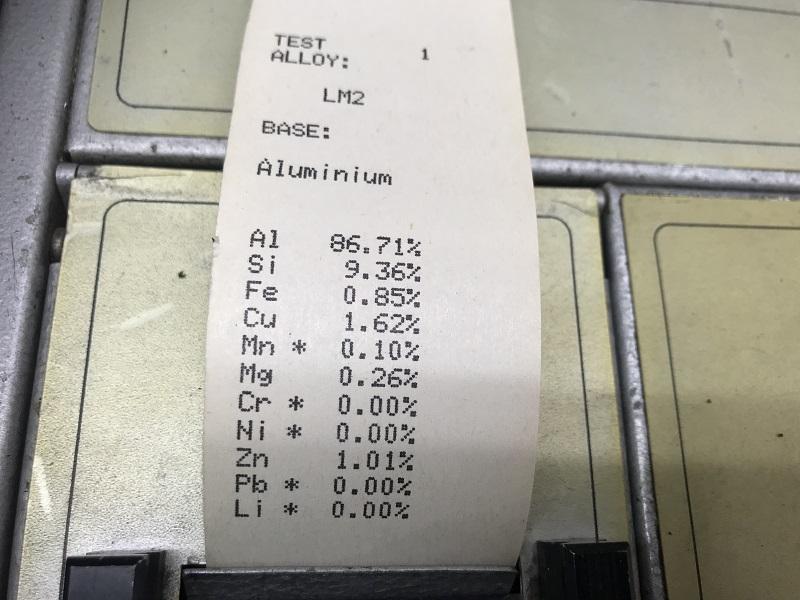 TEST
ALLOY: 1
LM2
BASE:
Aluminium
Al 86.71%
Si 9.36%
Fe 0.85%
Cu 1.62%
Mn * 0.10%
Mg 0.26%
Cr * 0.00%
Ni * 0.00%
Zn 1.01%
Pb * 0.00%
Li * 0.00%